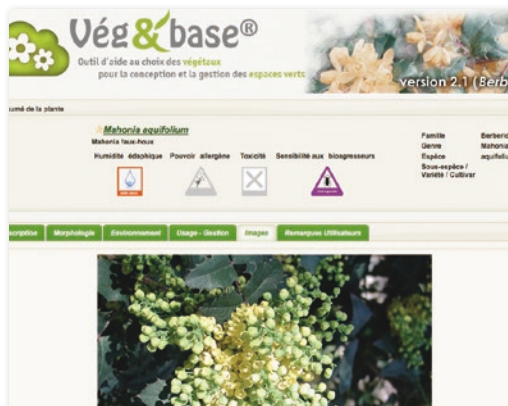 Vég&base®
Outil d'aide au choix des végétaux
pour la conception et la gestion des espaces verts
version 2.1 (Berb
umé de la plante
Mahonia aquifolium
Mahonia faux-houx
Humidité édaphique Pouvoir allergène Toxicité Sensibilité aux bioagresseurs
Famille Berberid
Genre Mahonia
Espèce aquifoliu
Sous-espèce /
Variété / Cultivar
scription Morphologie Environnement Usage - Gestion Images Remarques Utilisateurs